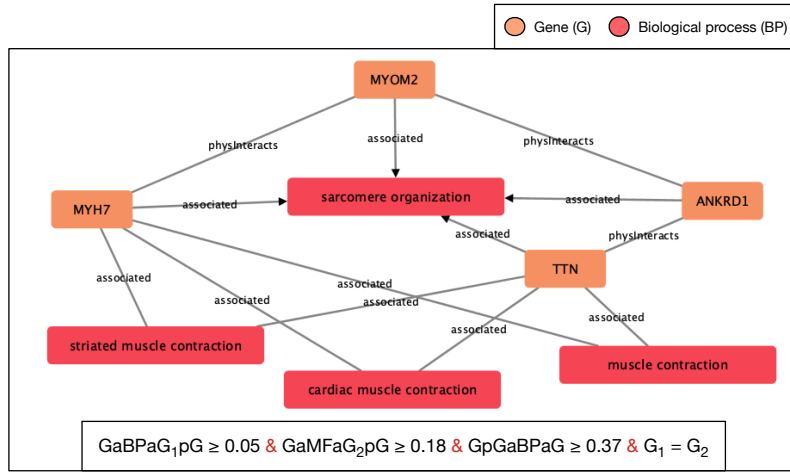 Gene (G) Biological process (BP)
MYOM2
physInteracts associated physInteracts
sarcomere organization
MYH7 associated associated ANKRD1
associated physInteracts
TTN
associated associated
associated associated
associated associated
striated muscle contraction
muscle contraction
cardiac muscle contraction
GaBPaG₁pG ≥ 0.05 & GaMFaG₂pG ≥ 0.18 & GpGaBPaG ≥ 0.37 & G₁ = G₂